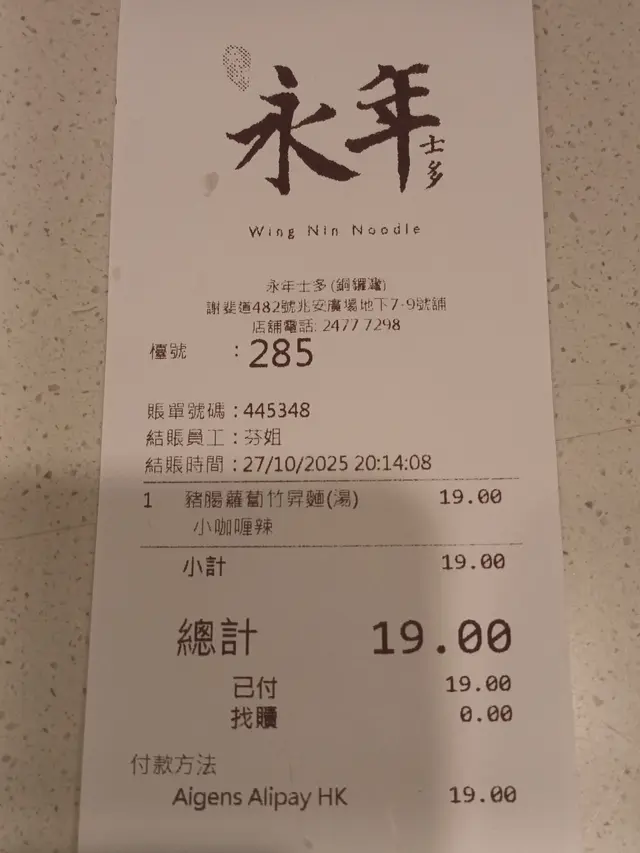 永年
士多
Wing Nin Noodle
永年士多 (銅鑼灣)
謝斐道482號兆安廣場地下7-9號舖
店舖電話: 2477 7298
檯號 : 285
賬單號碼 : 445348
結賬員工 : 芬姐
結賬時間 : 27/10/2025 20:14:08
1 豬腸蘿蔔竹昇麵(湯) 19.00
小咖喱辣
小計 19.00
總計 19.00
已付 19.00
找贖 0.00
付款方法
Aigens Alipay HK 19.00